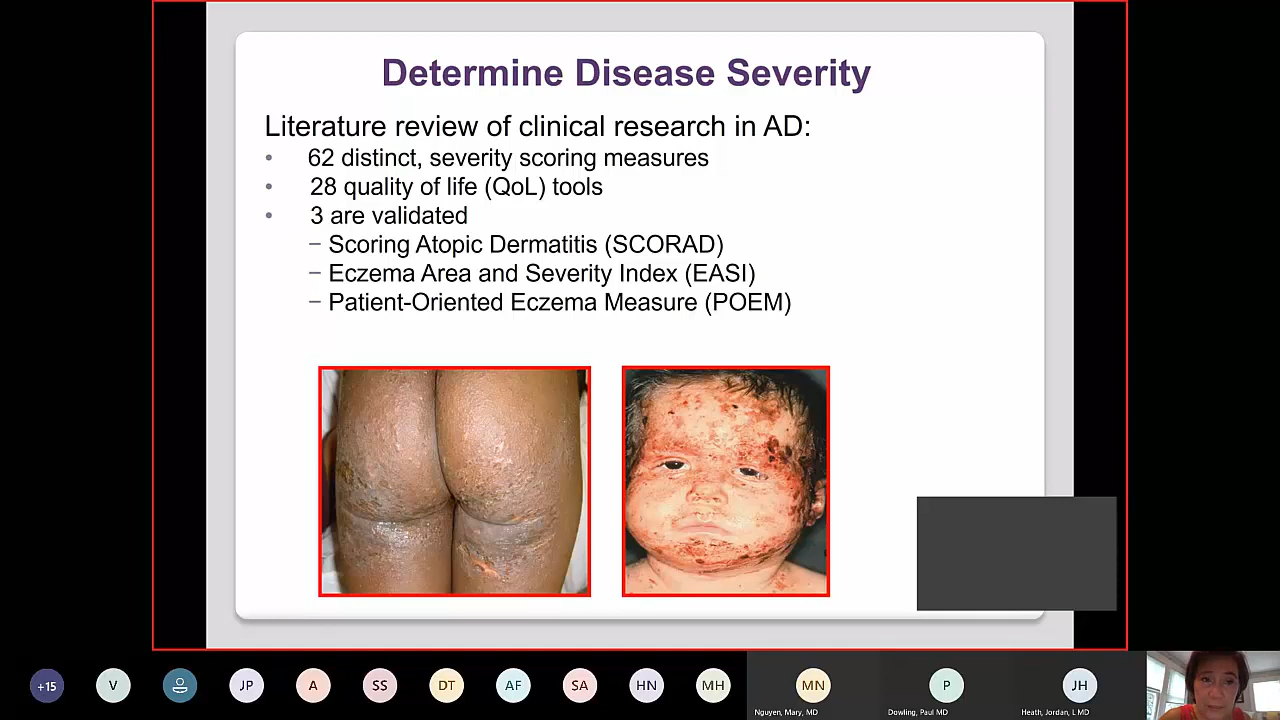 Determine Disease Severity
Literature review of clinical research in AD:
• 62 distinct, severity scoring measures
• 28 quality of life (QoL) tools
• 3 are validated
− Scoring Atopic Dermatitis (SCORAD)
− Eczema Area and Severity Index (EASI)
− Patient-Oriented Eczema Measure (POEM)
+15 V JP A SS DT AF SA HN MH MN P JH
Nguyen, Mary, MD Dowling, Paul MD Heath, Jordan, L MD